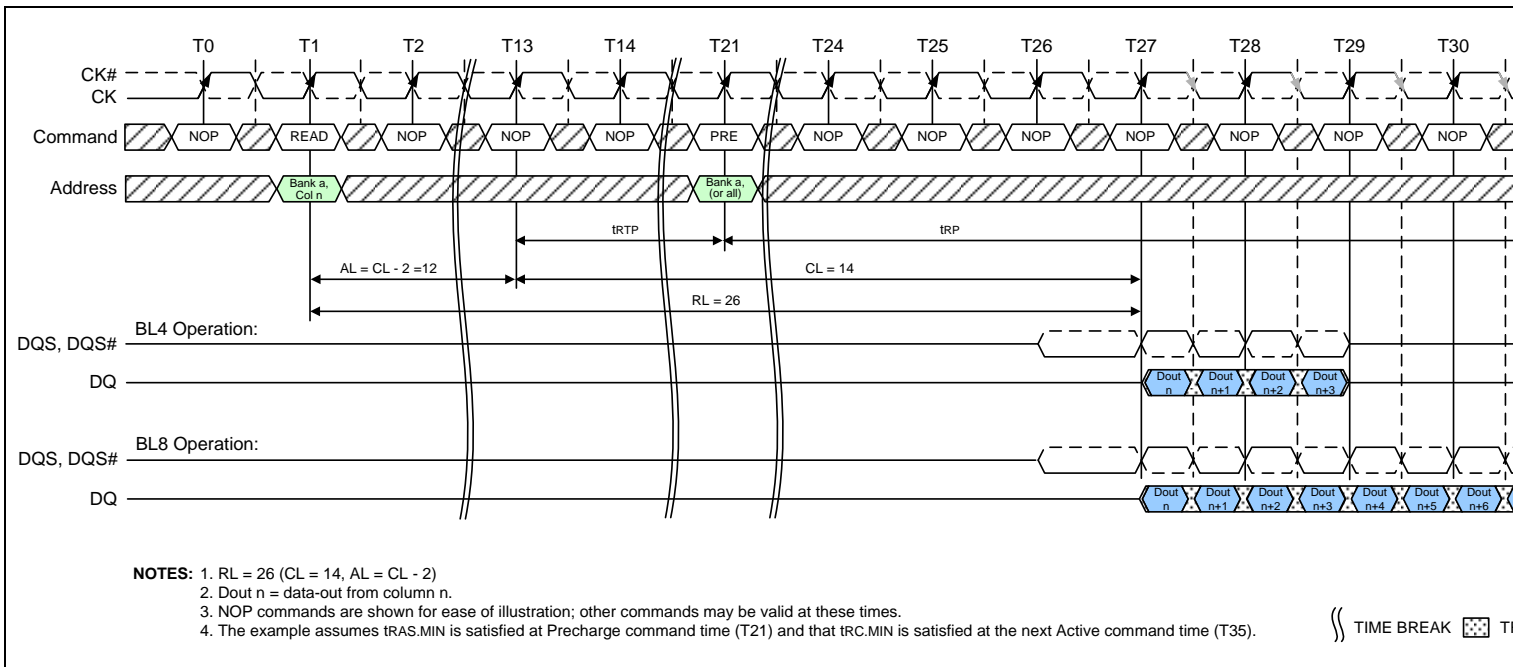 T0 T1 T2 T13 T14 T21 T24 T25 T26 T27 T28 T29 T30
CK#
CK
Command NOP READ NOP NOP NOP PRE NOP NOP NOP NOP NOP NOP NOP
Address Bank a, Col n Bank a, (or all)
tRTP tRP
AL = CL - 2 =12 CL = 14
RL = 26
BL4 Operation:
DQS, DQS#
DQ Dout n Dout n+1 Dout n+2 Dout n+3
BL8 Operation:
DQS, DQS#
DQ Dout n Dout n+1 Dout n+2 Dout n+3 Dout n+4 Dout n+5 Dout n+6
NOTES: 1. RL = 26 (CL = 14, AL = CL - 2)
2. Dout n = data-out from column n.
3. NOP commands are shown for ease of illustration; other commands may be valid at these times.
4. The example assumes tRAS.MIN is satisfied at Precharge command time (T21) and that tRC.MIN is satisfied at the next Active command time (T35).
TIME BREAK